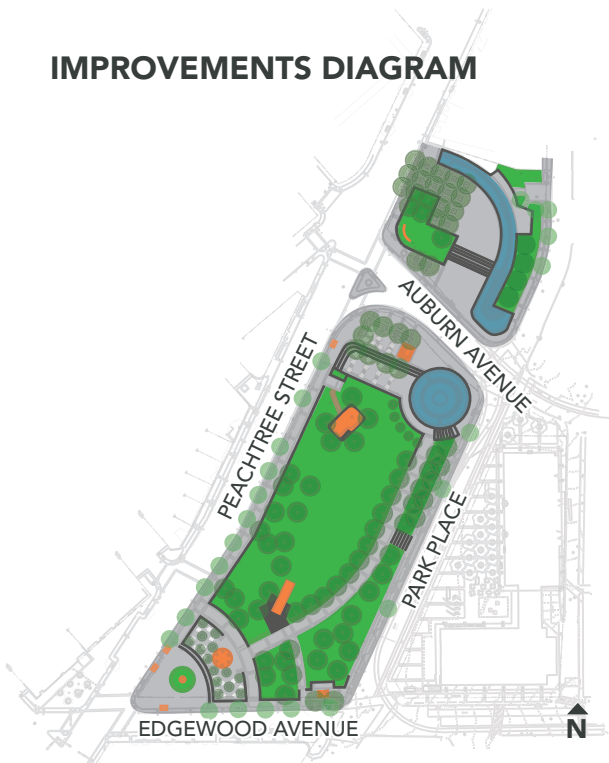 IMPROVEMENTS DIAGRAM
AUBURN AVENUE
PEACHTREE STREET
PARK PLACE
EDGEWOOD AVENUE
N